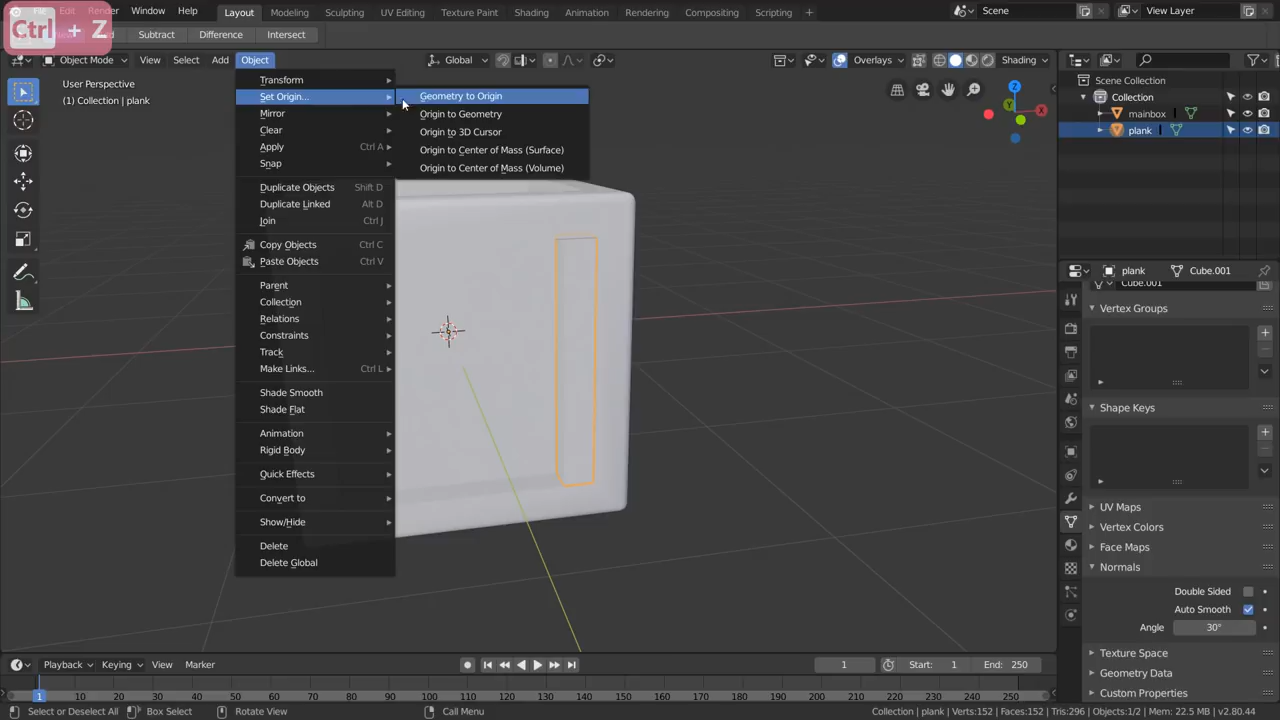 Ctrl + Z
File Edit Render Window Help
Layout Modeling Sculpting UV Editing Texture Paint Shading Animation Rendering Compositing Scripting +
Scene
View Layer
Subtract Difference Intersect
Object Mode View Select Add Object
Global
Overlays
User Perspective
(1) Collection | plank
Transform
Set Origin...
Mirror
Clear
Apply Ctrl A
Snap
Duplicate Objects Shift D
Duplicate Linked Alt D
Join Ctrl J
Copy Objects Ctrl C
Paste Objects Ctrl V
Parent
Collection
Relations
Constraints
Track
Make Links... Ctrl L
Shade Smooth
Shade Flat
Animation
Rigid Body
Quick Effects
Convert to
Show/Hide
Delete
Delete Global
Geometry to Origin
Origin to Geometry
Origin to 3D Cursor
Origin to Center of Mass (Surface)
Origin to Center of Mass (Volume)
Z
Scene Collection
Collection
mainbox
plank
plank Cube.001
Cube.001
Vertex Groups
Shape Keys
UV Maps
Vertex Colors
Face Maps
Normals
Double Sided
Auto Smooth
Angle 30°
Texture Space
Geometry Data
Custom Properties
Playback Keying View Marker
1 Start: 1 End: 250
1 10 20 30 40 50 60 70 80 90 100 110 120 130 140 150 160 170 180 190 200 210 220 230 240 250
Select or Deselect All Box Select Rotate View Call Menu
Collection | plank | Verts:152 | Faces:152 | Tris:296 | Objects:1/2 | Mem: 22.5 MB | v2.80.44